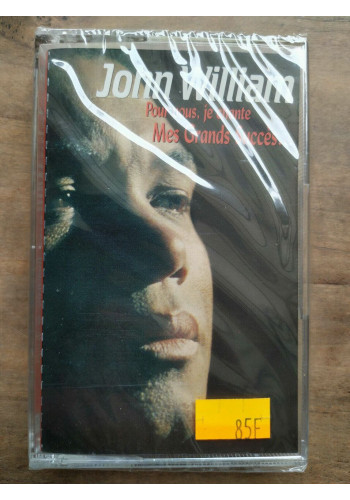 John William
Pour vous, je chante
Mes Grands Succès
85F